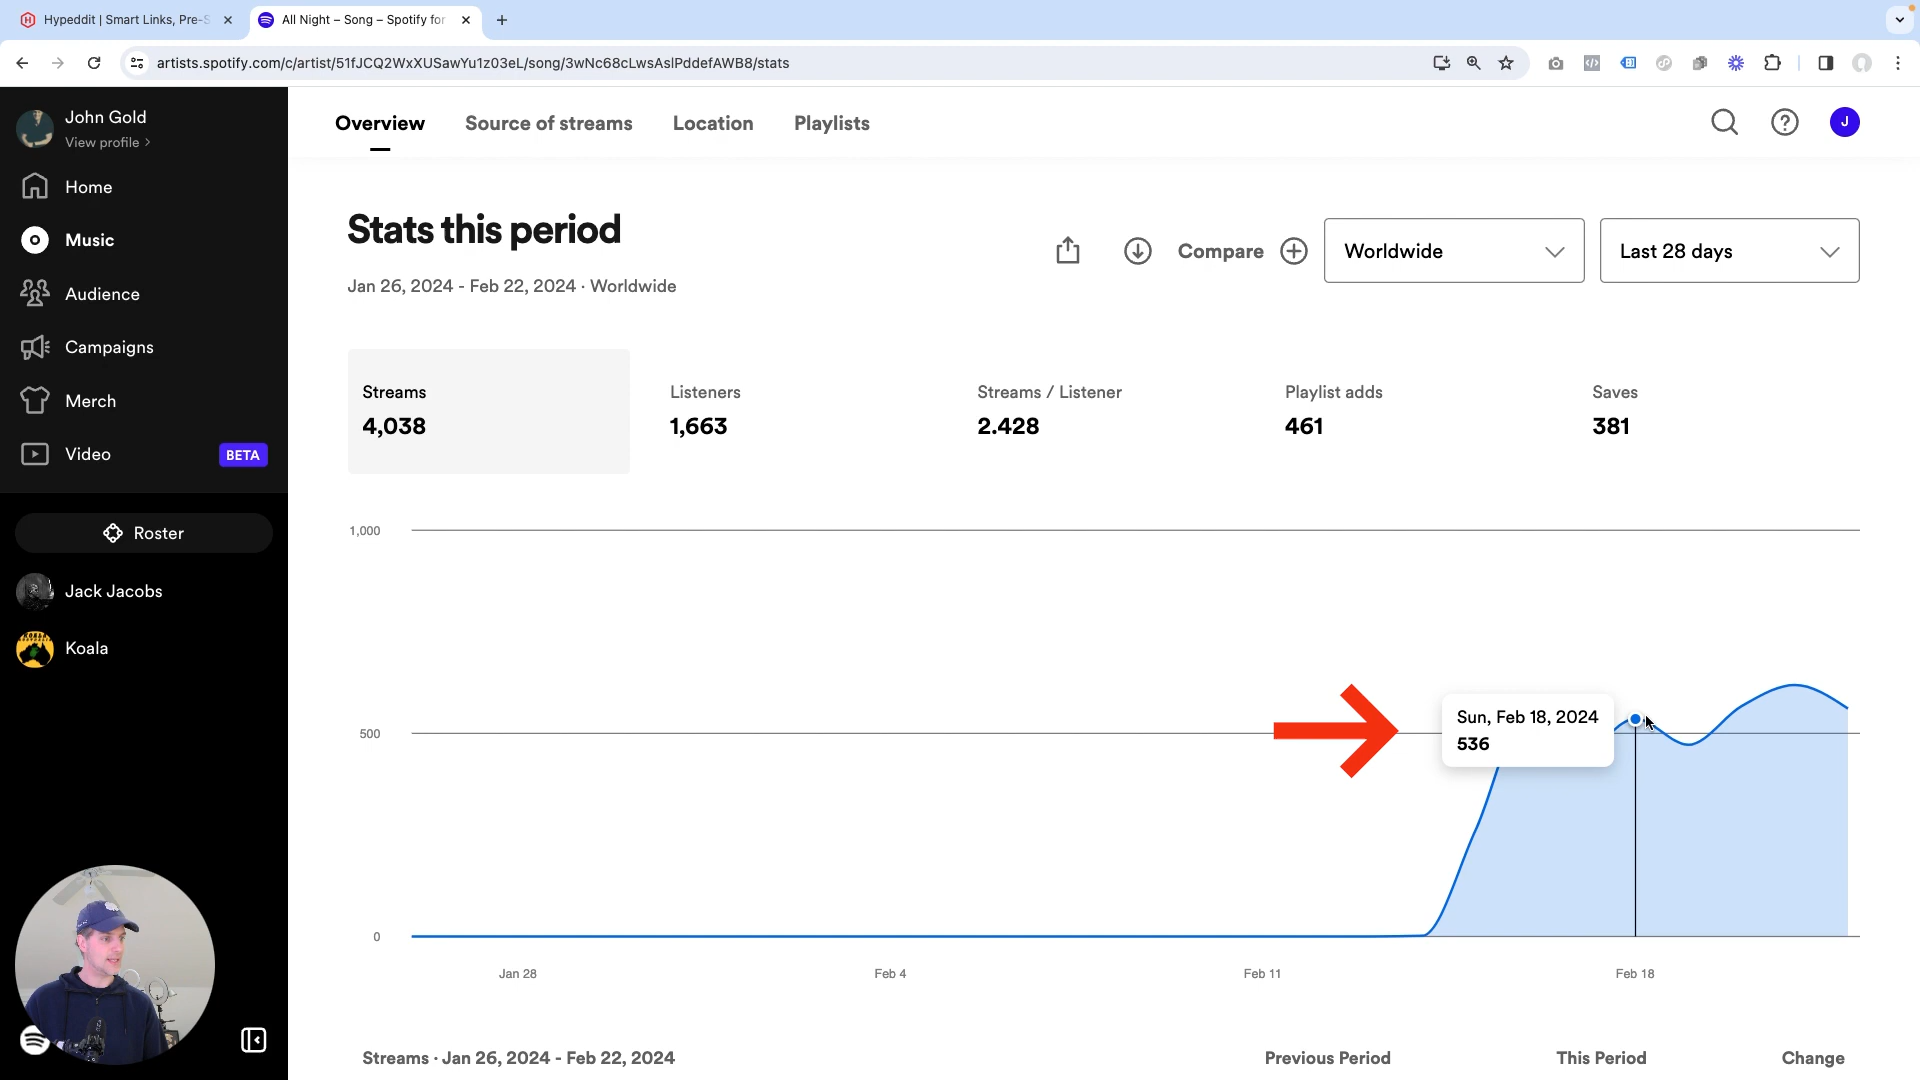 Hypeddit | Smart Links, Pre-S
All Night – Song – Spotify for
artists.spotify.com/c/artist/51fJCQ2WxXUSawYu1z03eL/song/3wNc68cLwsAslPddefAWB8/stats
John Gold
View profile
Home
Music
Audience
Campaigns
Merch
Video BETA
Roster
Jack Jacobs
Koala
Overview Source of streams Location Playlists
J
Stats this period
Jan 26, 2024 - Feb 22, 2024 · Worldwide
Compare
Worldwide
Last 28 days
Streams
4,038
Listeners
1,663
Streams / Listener
2.428
Playlist adds
461
Saves
381
1,000
500
0
Sun, Feb 18, 2024
536
Jan 28 Feb 4 Feb 11 Feb 18
Streams · Jan 26, 2024 - Feb 22, 2024 Previous Period This Period Change